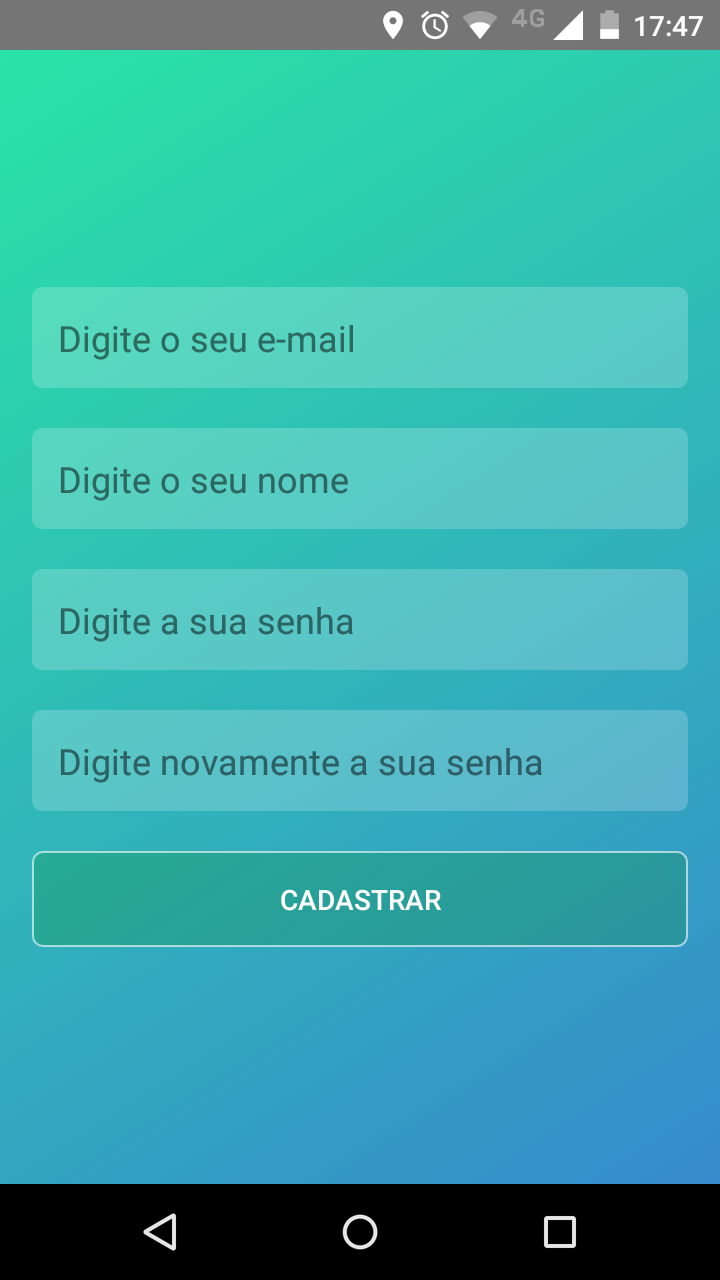 4G 17:47
Digite o seu e-mail
Digite o seu nome
Digite a sua senha
Digite novamente a sua senha
CADASTRAR